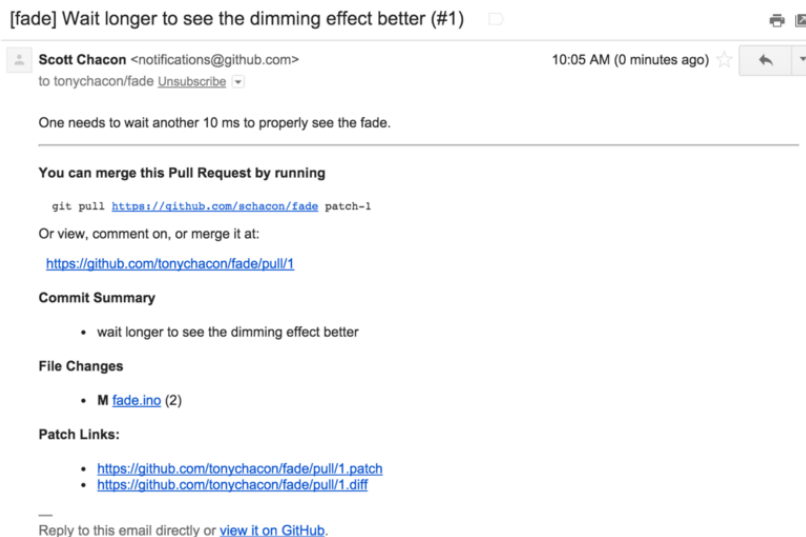 [fade] Wait longer to see the dimming effect better (#1)
Scott Chacon <notifications@github.com>
10:05 AM (0 minutes ago)
to tonychacon/fade Unsubscribe
One needs to wait another 10 ms to properly see the fade.
You can merge this Pull Request by running
git pull https://github.com/schacon/fade patch-1
Or view, comment on, or merge it at:
https://github.com/tonychacon/fade/pull/1
Commit Summary
• wait longer to see the dimming effect better
File Changes
• M fade.ino (2)
Patch Links:
• https://github.com/tonychacon/fade/pull/1.patch
• https://github.com/tonychacon/fade/pull/1.diff
—
Reply to this email directly or view it on GitHub.